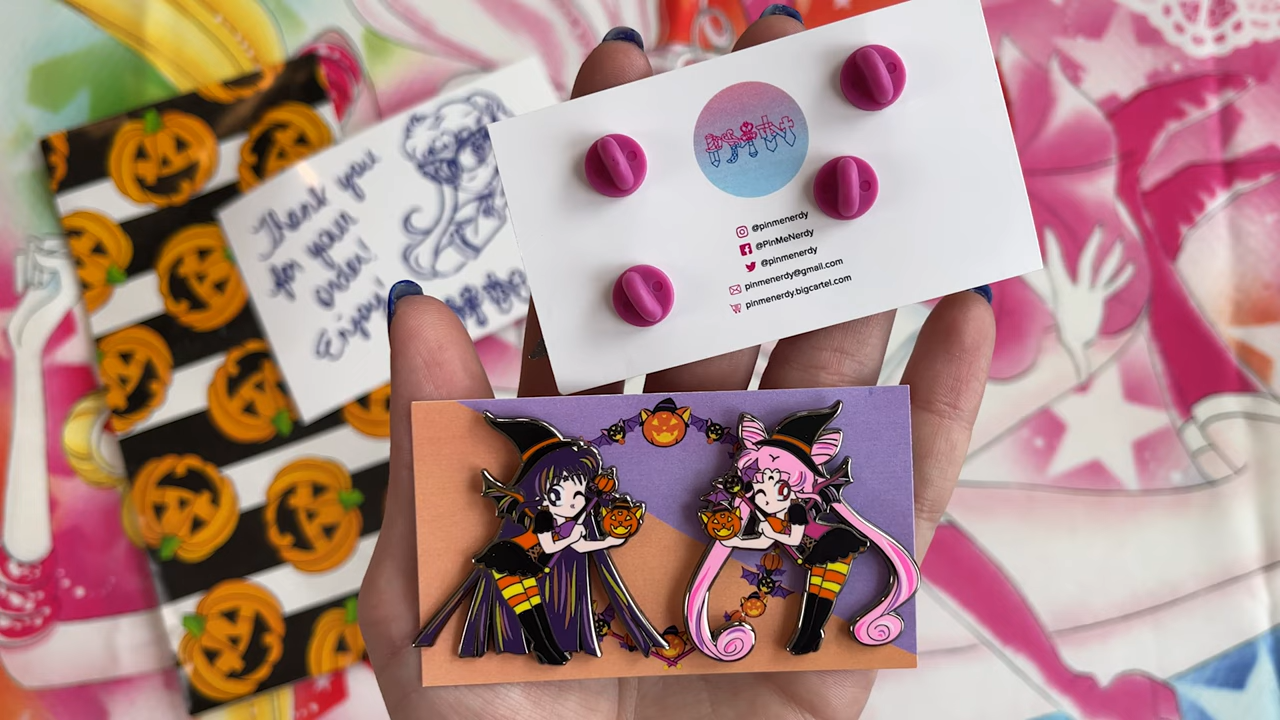 Thank you
for your
order!
Enjoy!
@pinmenerdy
@PinMeNerdy
@pinmenerdy
pinmenerdy@gmail.com
pinmenerdy.bigcartel.com